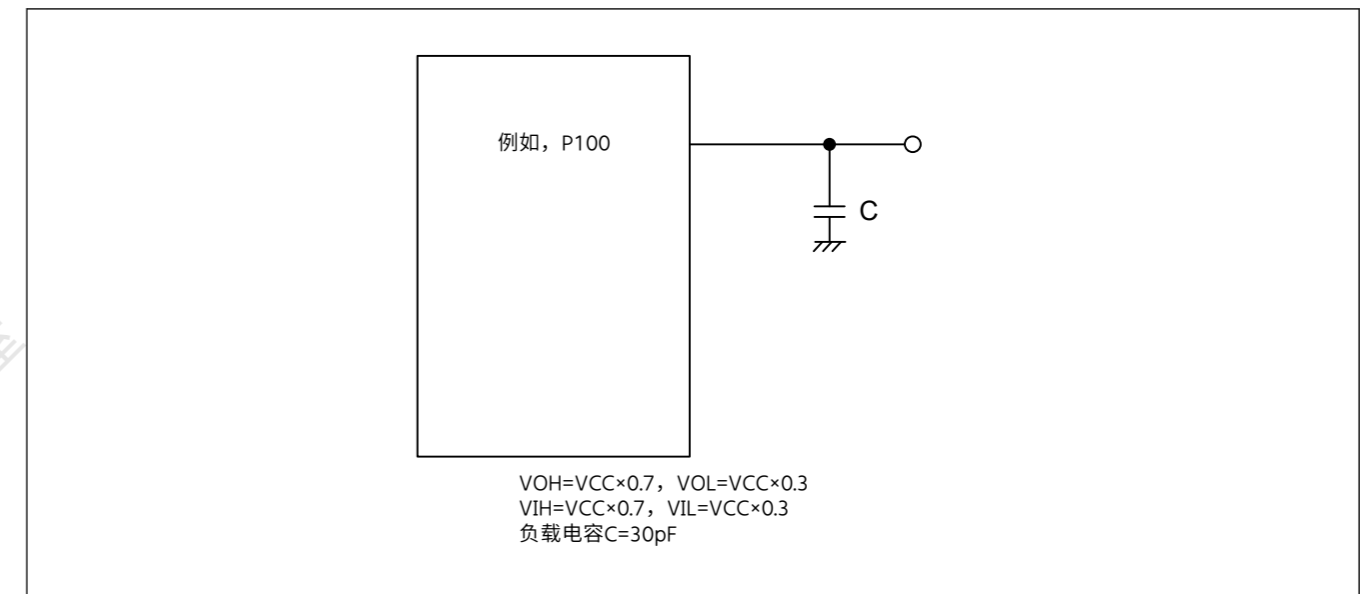 例如，P100
C
VOH=VCC×0.7，VOL=VCC×0.3
VIH=VCC×0.7，VIL=VCC×0.3
负载电容C=30pF